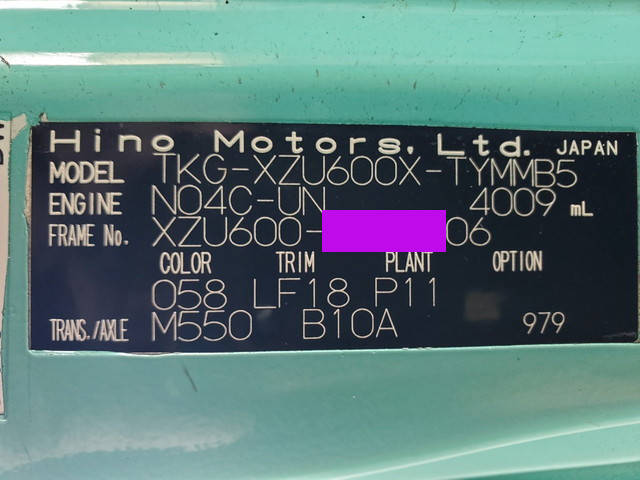 Hino Motors, Ltd. JAPAN
MODEL TKG-XZU600X-TYMMB5
ENGINE N04C-UN 4009 mL
FRAME No. XZU600- 06
COLOR TRIM PLANT OPTION
058 LF18 P11
TRANS./AXLE M550 B10A 979